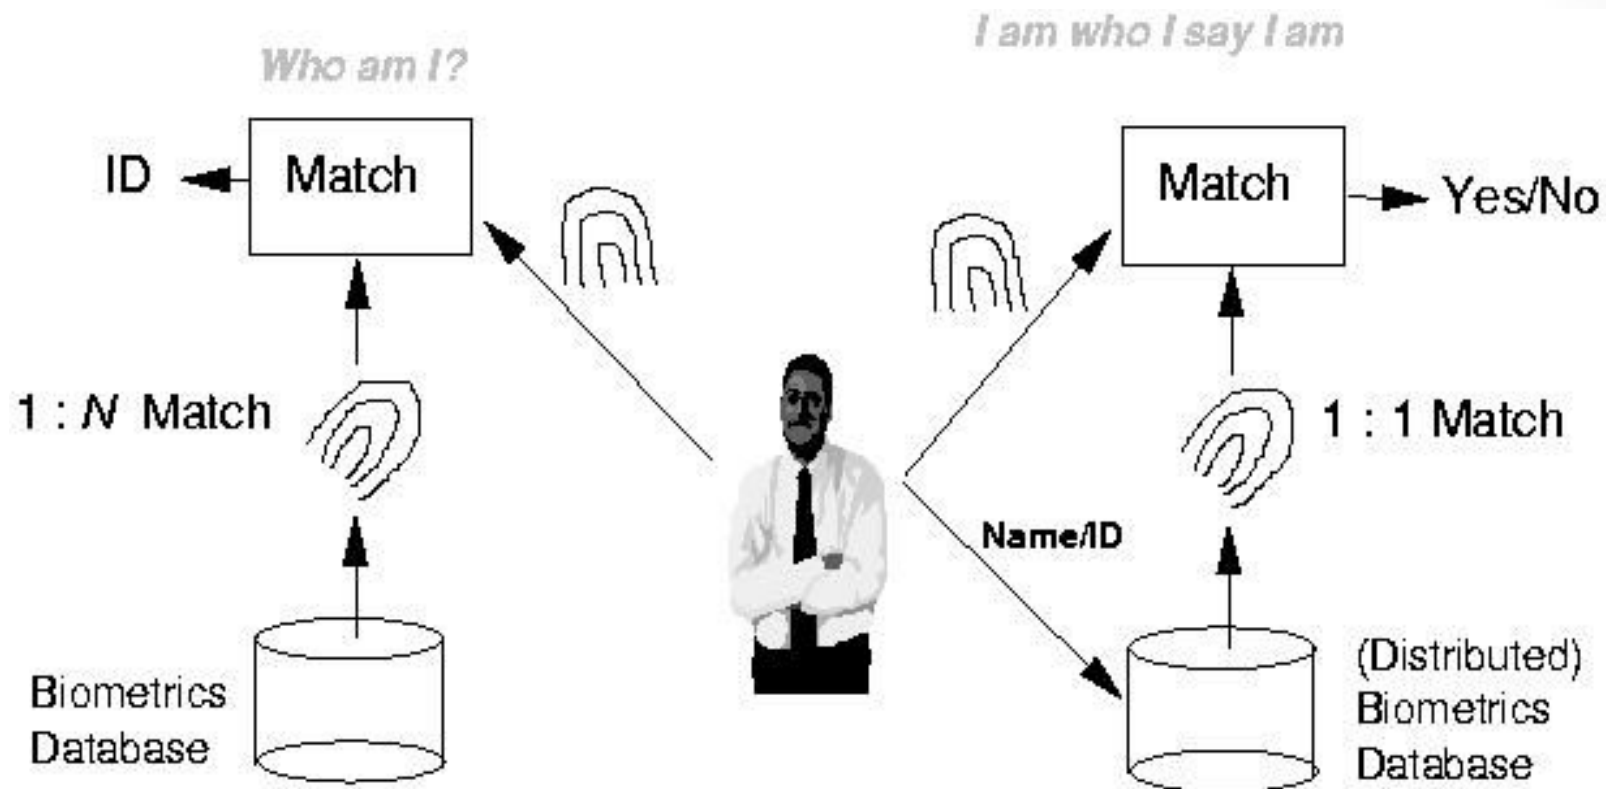 Who am I?
I am who I say I am
ID
Match
Match
Yes/No
1 : N Match
1 : 1 Match
Name/ID
Biometrics
Database
(Distributed)
Biometrics
Database